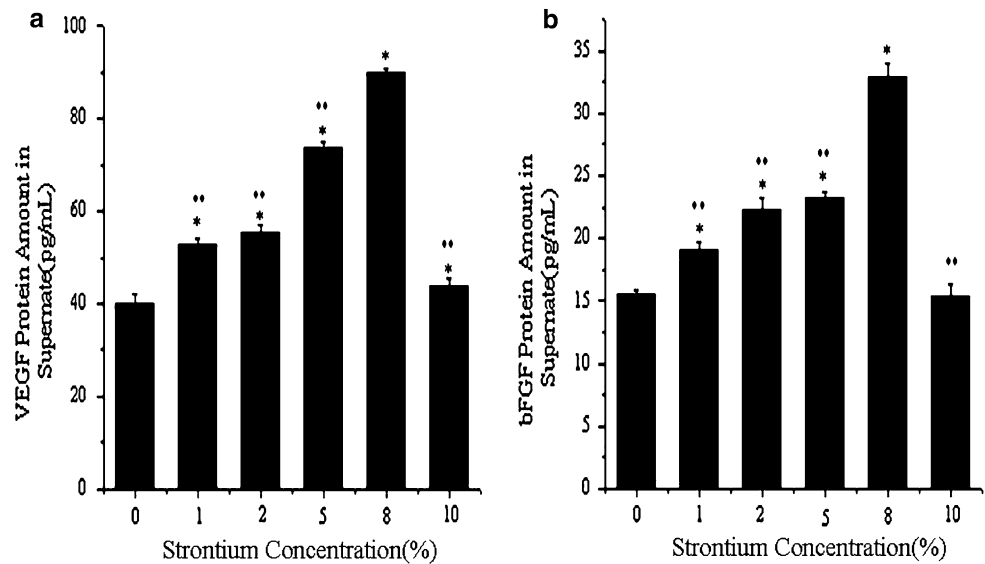 a
VEGF Protein Amount in
Supernate(pg/mL)
100
80
60
40
20
0
** *
** *
** *
*
** *
0 1 2 5 8 10
Strontium Concentration(%)
b
bFGF Protein Amount in
Supernate(pg/mL)
35
30
25
20
15
10
5
0
** *
** *
** *
*
**
0 1 2 5 8 10
Strontium Concentration(%)